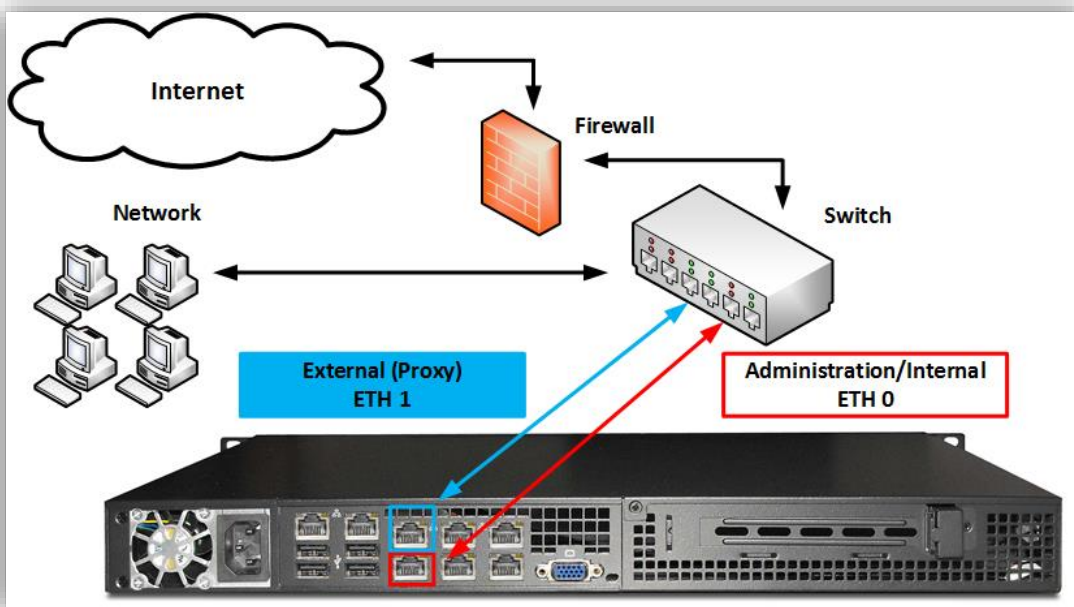 Internet
Firewall
Network
Switch
External (Proxy)
ETH 1
Administration/Internal
ETH 0